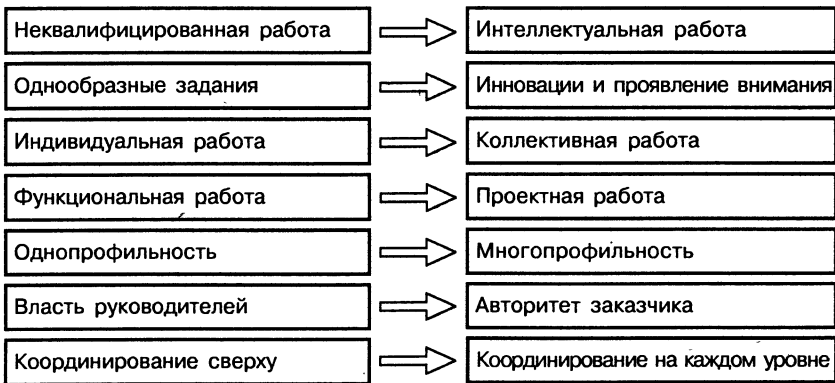 Неквалифицированная работа
Интеллектуальная работа
Однообразные задания
Инновации и проявление внимания
Индивидуальная работа
Коллективная работа
Функциональная работа
Проектная работа
Однопрофильность
Многопрофильность
Власть руководителей
Авторитет заказчика
Координирование сверху
Координирование на каждом уровне